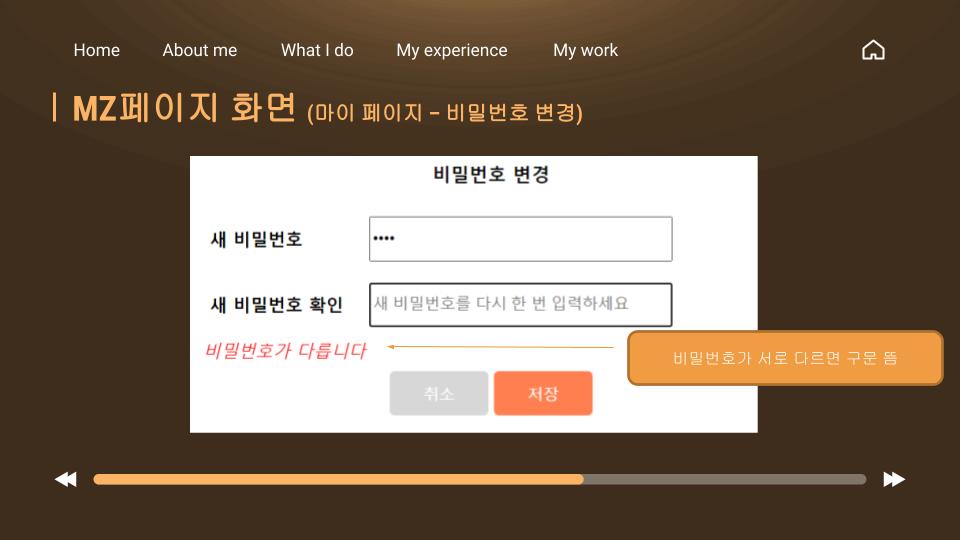 Home About me What I do My experience My work
MZ페이지 화면 (마이 페이지 – 비밀번호 변경)
비밀번호 변경
새 비밀번호 ••••
새 비밀번호 확인 새 비밀번호를 다시 한 번 입력하세요
비밀번호가 다릅니다
비밀번호가 서로 다르면 구문 뜸
취소 저장